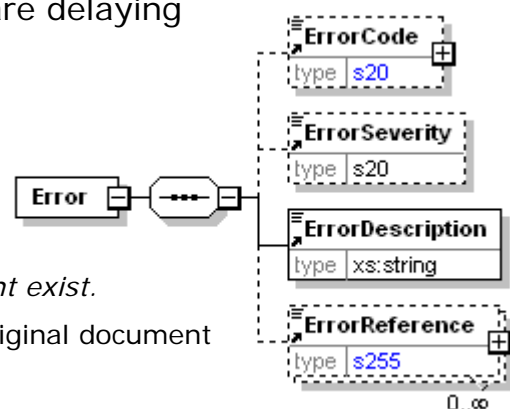 are delaying
ErrorCode
type s20
ErrorSeverity
type s20
Error
ErrorDescription
type xs:string
nt exist.
iginal document
ErrorReference
type s255
0..∞